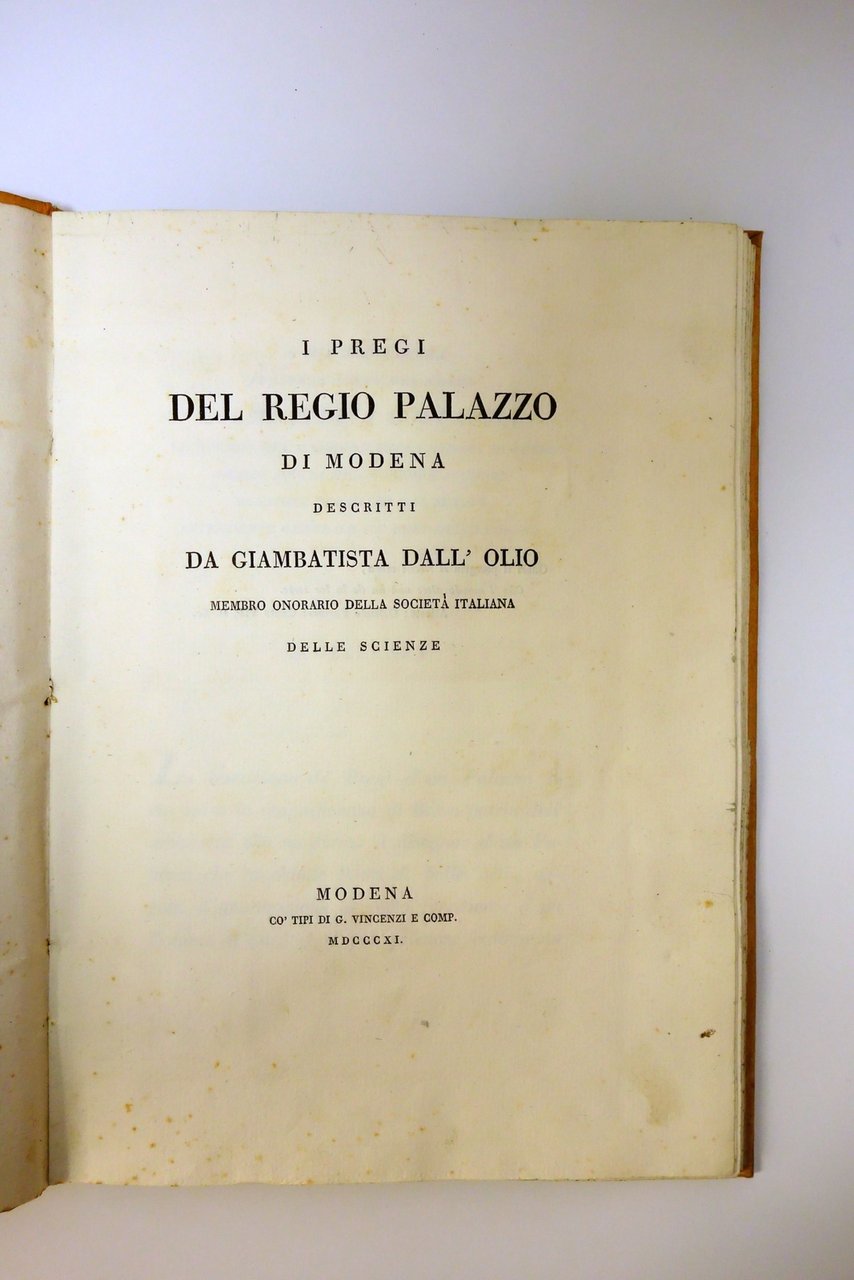 I PREGI
DEL REGIO PALAZZO
DI MODENA
DESCRITTI
DA GIAMBATISTA DALL' OLIO
MEMBRO ONORARIO DELLA SOCIETÀ ITALIANA
DELLE SCIENZE
MODENA
CO' TIPI DI G. VINCENZI E COMP.
MDCCCXI.